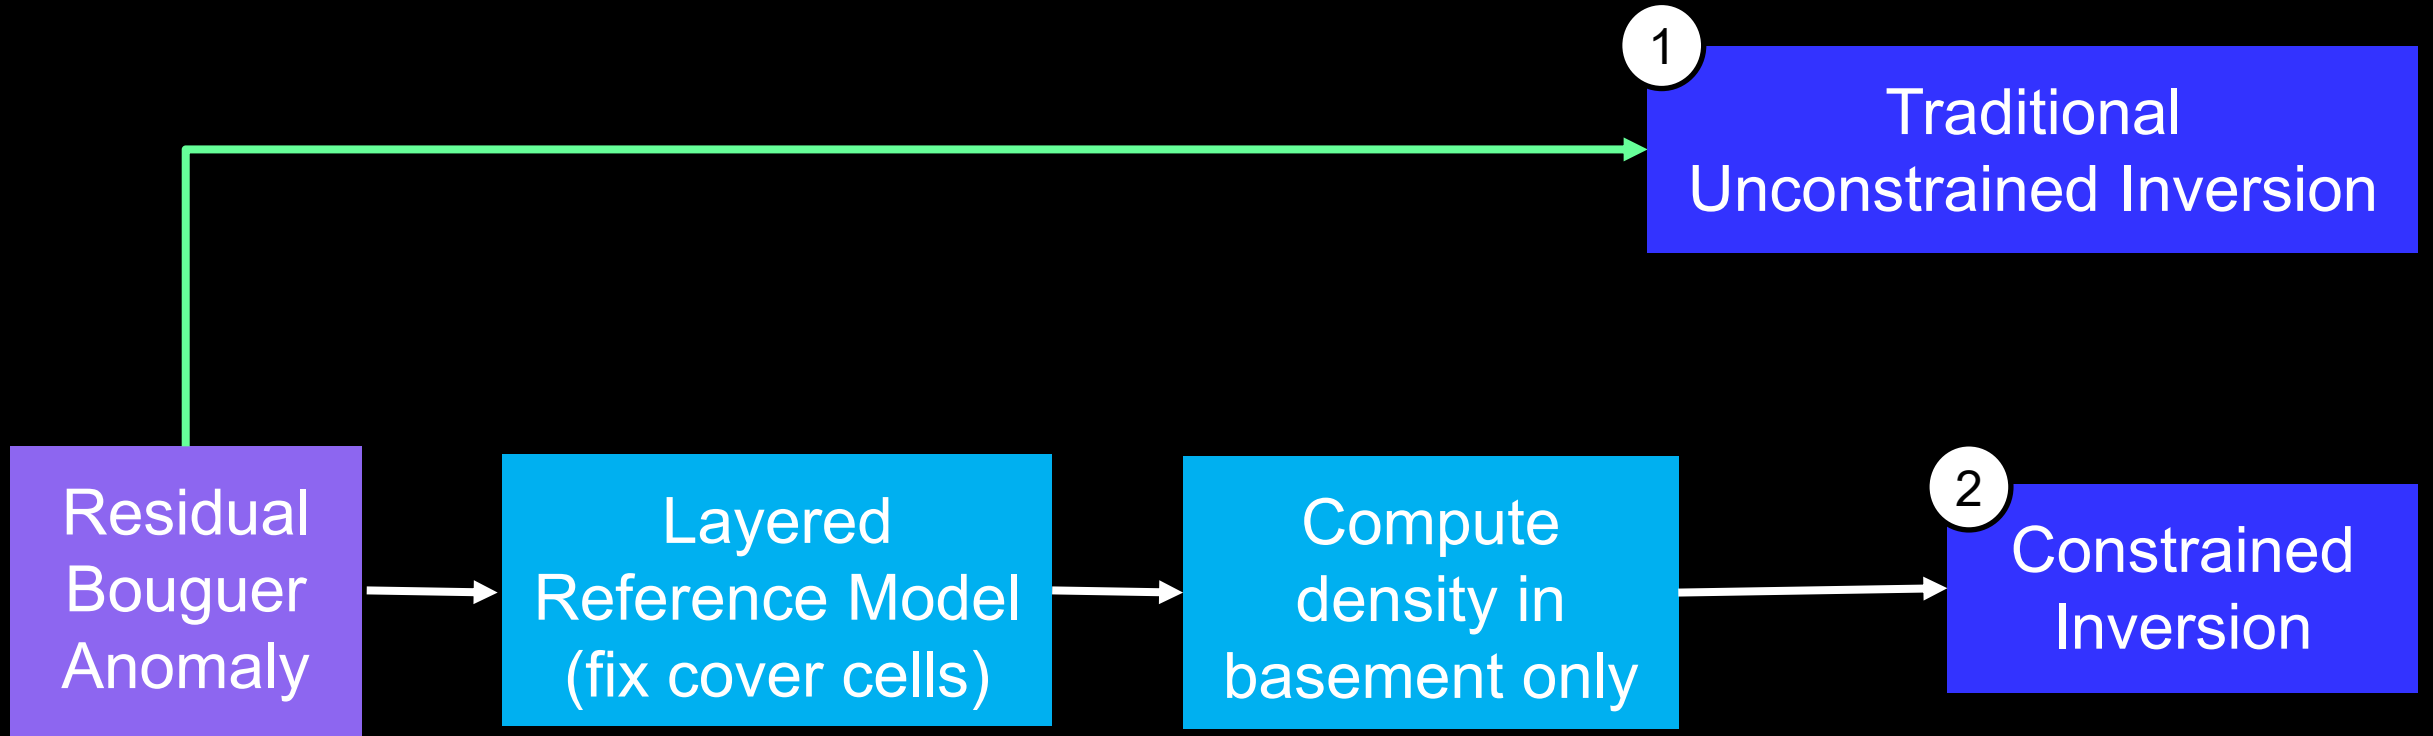 1
Traditional
Unconstrained Inversion
Residual
Bouguer
Anomaly
Layered
Reference Model
(fix cover cells)
Compute
density in
basement only
2
Constrained
Inversion